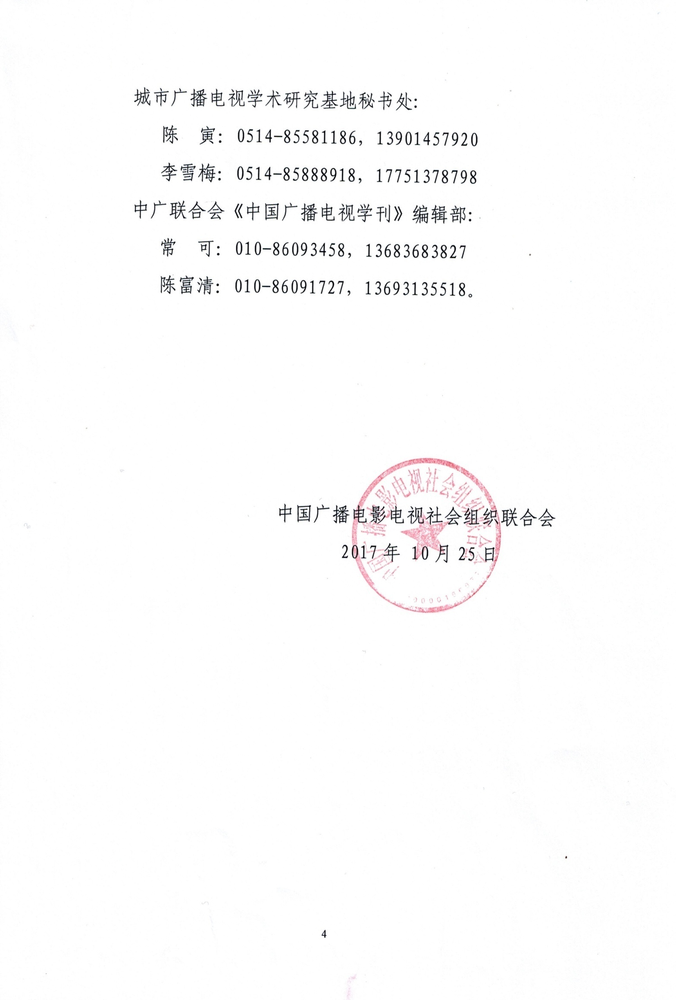 城市广播电视学术研究基地秘书处:
陈　寅: 0514-85581186, 13901457920
李雪梅: 0514-85888918, 17751378798
中广联合会《中国广播电视学刊》编辑部:
常　可: 010-86093458, 13683683827
陈富清: 010-86091727, 13693135518。
中国广播电影电视社会组织联合会
中国广播电影电视社会组织联合会
2017 年 10 月 25 日
4